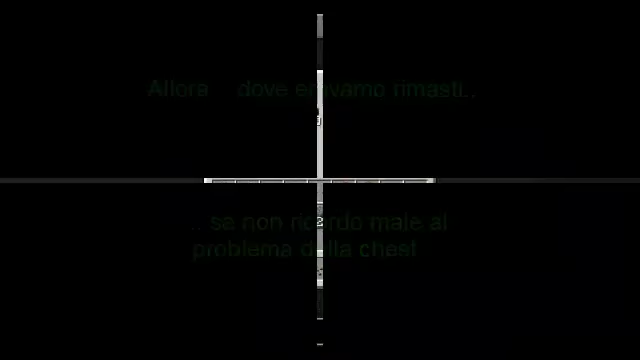 Allora dove eravamo rimasti..
.. se non ricordo male al
problema della chest